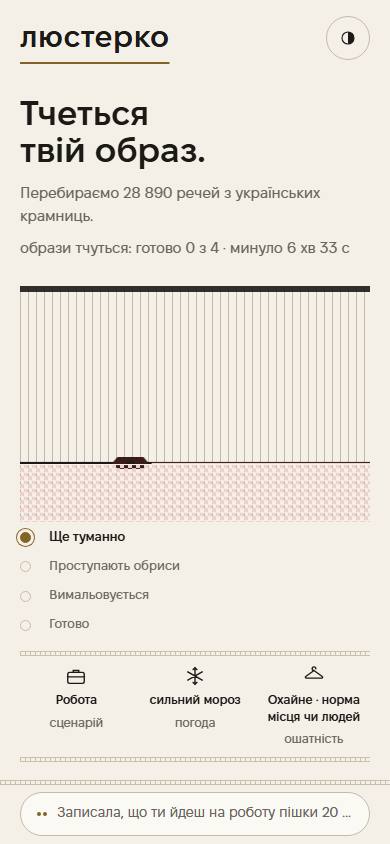 люстерко
Тчеться
твій образ.
Перебираємо 28 890 речей з українських
крамниць.
образи тчуться: готово 0 з 4 · минуло 6 хв 33 с
Ще туманно
Проступають обриси
Вимальовується
Готово
Робота
сценарій
сильний мороз
погода
Охайне · норма
місця чи людей
ошатність
Записала, що ти йдеш на роботу пішки 20 ...